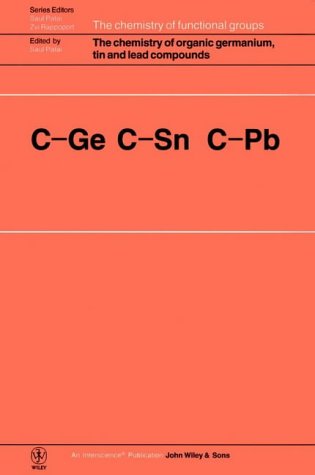 Series Editors
Saul Patai
Zvi Rappoport
The chemistry of functional groups
Edited by
Saul Patai
The chemistry of organic germanium,
tin and lead compounds
C–Ge C–Sn C–Pb
WILEY
An Interscience® Publication John Wiley & Sons